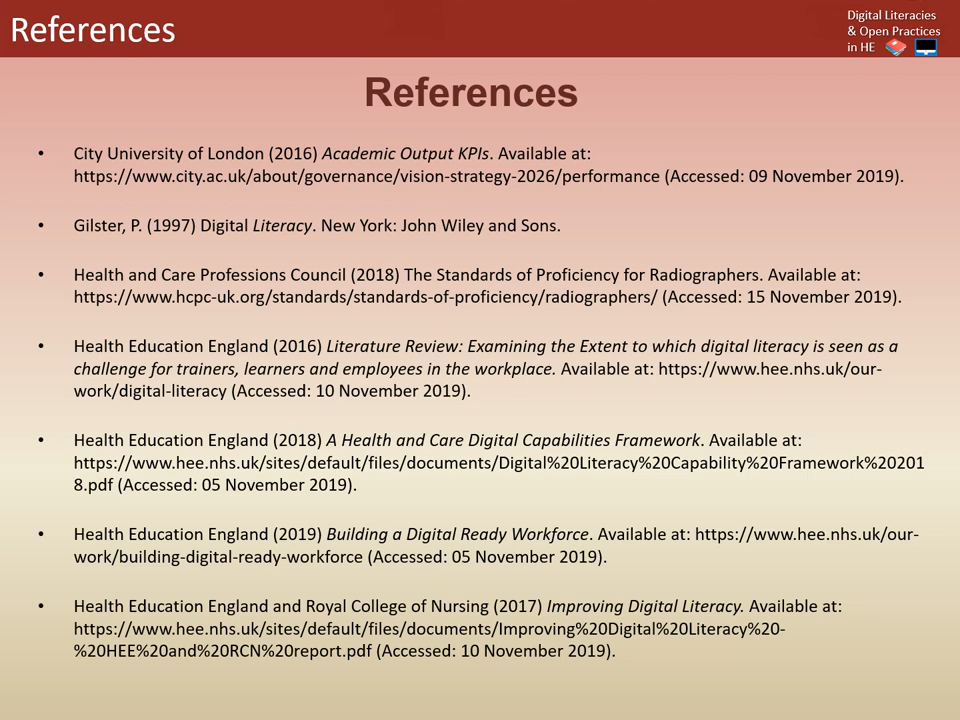 References
Digital Literacies
& Open Practices
in HE
References
• City University of London (2016) Academic Output KPIs. Available at:
https://www.city.ac.uk/about/governance/vision-strategy-2026/performance (Accessed: 09 November 2019).
• Gilster, P. (1997) Digital Literacy. New York: John Wiley and Sons.
• Health and Care Professions Council (2018) The Standards of Proficiency for Radiographers. Available at:
https://www.hcpc-uk.org/standards/standards-of-proficiency/radiographers/ (Accessed: 15 November 2019).
• Health Education England (2016) Literature Review: Examining the Extent to which digital literacy is seen as a
challenge for trainers, learners and employees in the workplace. Available at: https://www.hee.nhs.uk/our-
work/digital-literacy (Accessed: 10 November 2019).
• Health Education England (2018) A Health and Care Digital Capabilities Framework. Available at:
https://www.hee.nhs.uk/sites/default/files/documents/Digital%20Literacy%20Capability%20Framework%20201
8.pdf (Accessed: 05 November 2019).
• Health Education England (2019) Building a Digital Ready Workforce. Available at: https://www.hee.nhs.uk/our-
work/building-digital-ready-workforce (Accessed: 05 November 2019).
• Health Education England and Royal College of Nursing (2017) Improving Digital Literacy. Available at:
https://www.hee.nhs.uk/sites/default/files/documents/Improving%20Digital%20Literacy%20-
%20HEE%20and%20RCN%20report.pdf (Accessed: 10 November 2019).